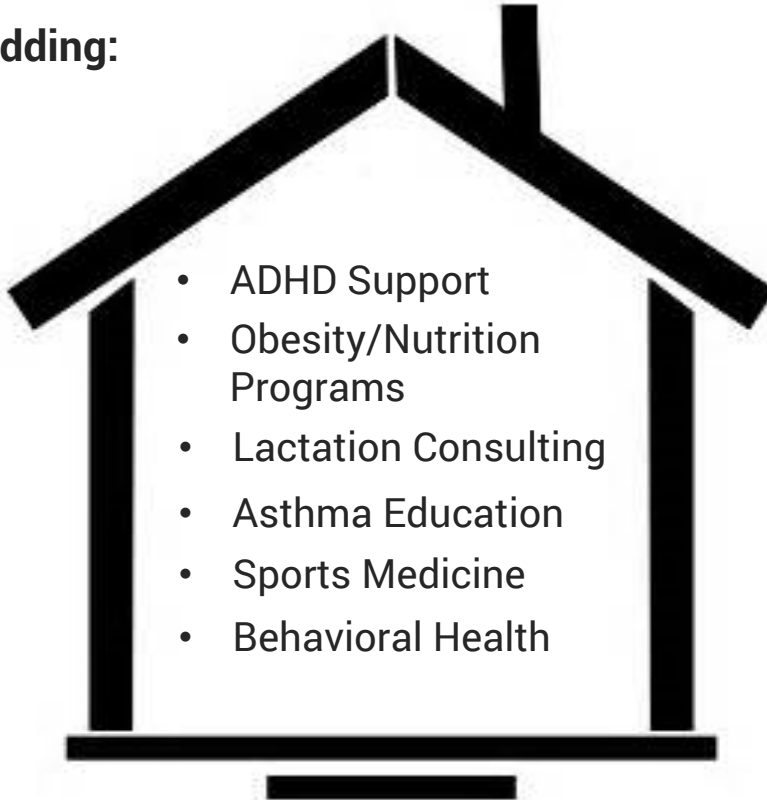 dding:
• ADHD Support
• Obesity/Nutrition
Programs
• Lactation Consulting
• Asthma Education
• Sports Medicine
• Behavioral Health